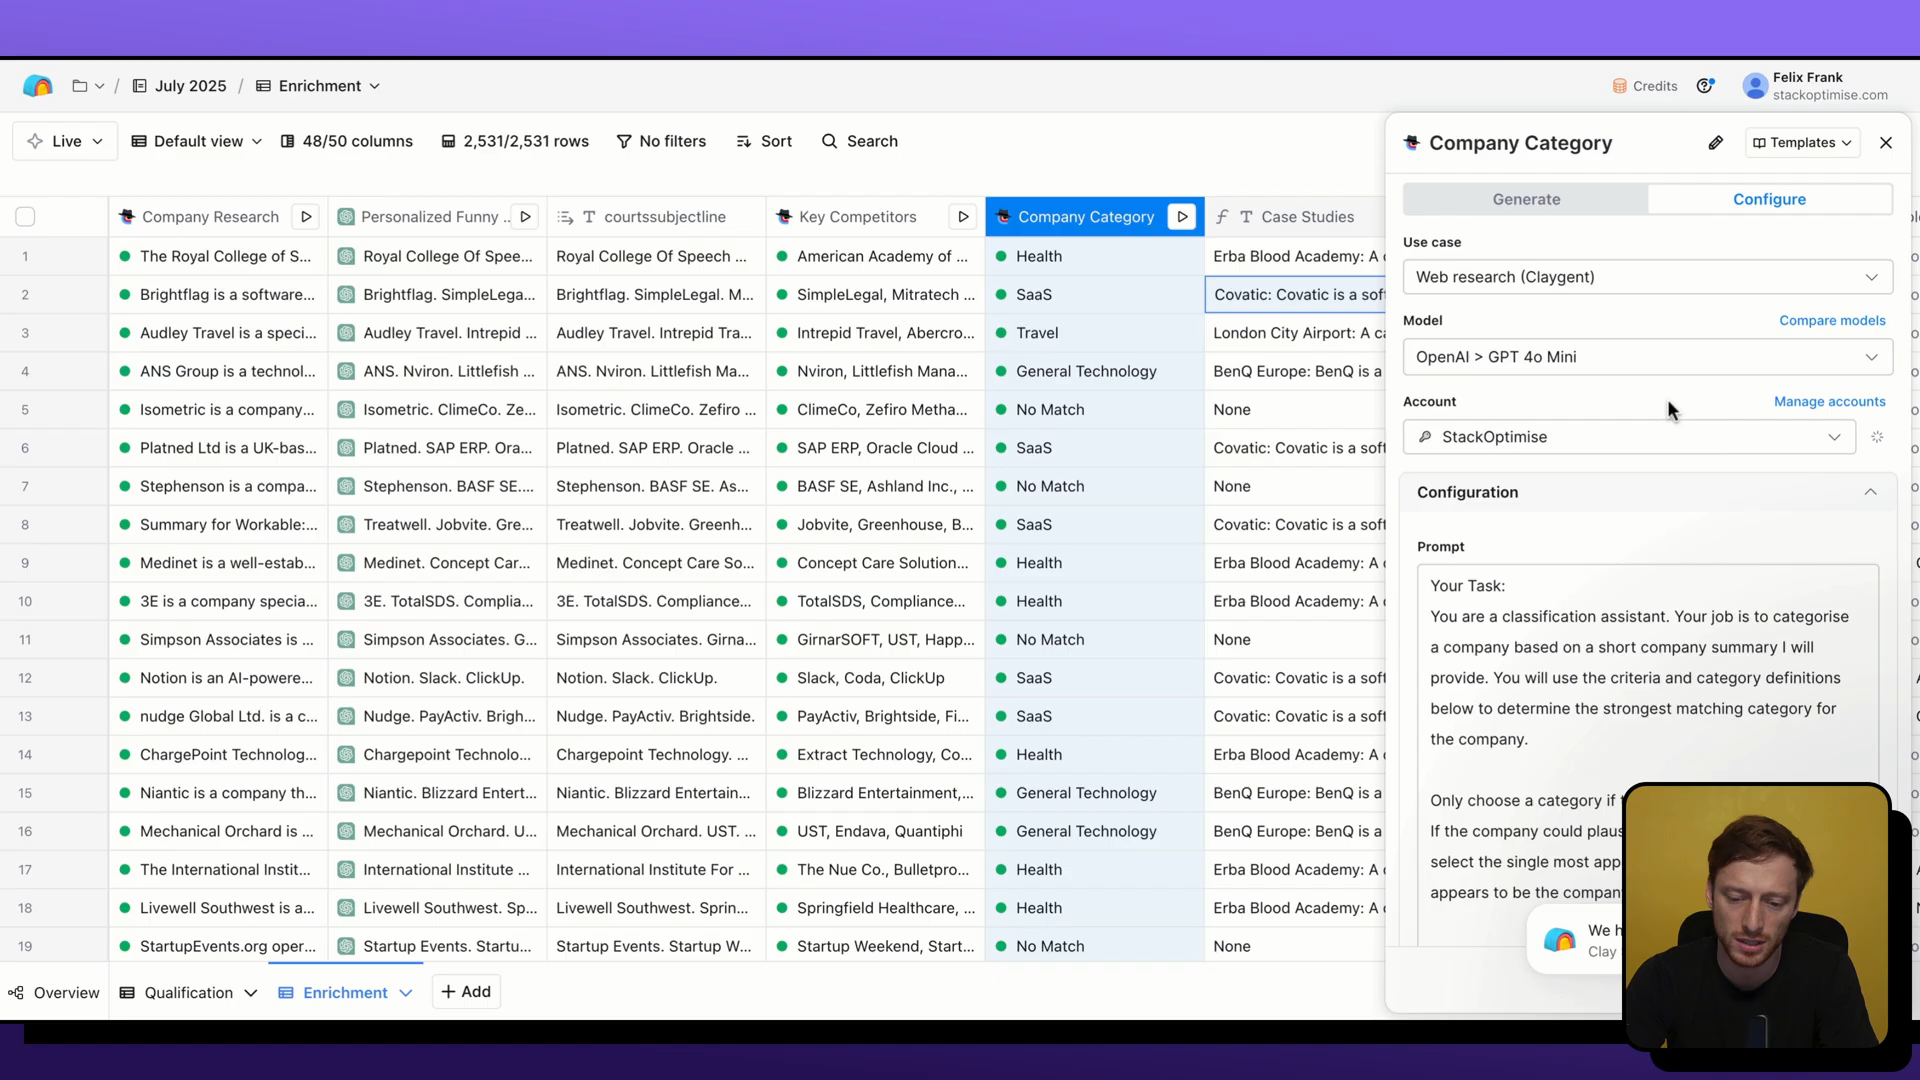 July 2025 / Enrichment
Credits
Felix Frank
stackoptimise.com
Live
Default view
48/50 columns
2,531/2,531 rows
No filters
Sort
Search
Company Research
Personalized Funny ..
courtssubjectline
Key Competitors
Company Category
Case Studies
1 The Royal College of S... Royal College Of Spee... Royal College Of Speech ... American Academy of ... Health Erba Blood Academy: A c
2 Brightflag is a software... Brightflag. SimpleLega... Brightflag. SimpleLegal. M... SimpleLegal, Mitratech ... SaaS Covatic: Covatic is a sof
3 Audley Travel is a speci... Audley Travel. Intrepid ... Audley Travel. Intrepid Tra... Intrepid Travel, Abercro... Travel London City Airport: A ca
4 ANS Group is a technol... ANS. Nviron. Littlefish ... ANS. Nviron. Littlefish Ma... Nviron, Littlefish Mana... General Technology BenQ Europe: BenQ is a
5 Isometric is a company... Isometric. ClimeCo. Ze... Isometric. ClimeCo. Zefiro ... ClimeCo, Zefiro Metha... No Match None
6 Platned Ltd is a UK-bas... Platned. SAP ERP. Ora... Platned. SAP ERP. Oracle ... SAP ERP, Oracle Cloud ... SaaS Covatic: Covatic is a soft
7 Stephenson is a compa... Stephenson. BASF SE.... Stephenson. BASF SE. As... BASF SE, Ashland Inc., ... No Match None
8 Summary for Workable:... Treatwell. Jobvite. Gre... Treatwell. Jobvite. Greenh... Jobvite, Greenhouse, B... SaaS Covatic: Covatic is a soft
9 Medinet is a well-estab... Medinet. Concept Car... Medinet. Concept Care So... Concept Care Solution... Health Erba Blood Academy: A c
10 3E is a company specia... 3E. TotalSDS. Complia... 3E. TotalSDS. Compliance... TotalSDS, Compliance... Health Erba Blood Academy: A c
11 Simpson Associates is ... Simpson Associates. G... Simpson Associates. Girna... GirnarSOFT, UST, Happ... No Match None
12 Notion is an AI-powere... Notion. Slack. ClickUp. Notion. Slack. ClickUp. Slack, Coda, ClickUp SaaS Covatic: Covatic is a soft
13 nudge Global Ltd. is a c... Nudge. PayActiv. Brigh... Nudge. PayActiv. Brightside. PayActiv, Brightside, Fi... SaaS Covatic: Covatic is a soft
14 ChargePoint Technolog... Chargepoint Technolo... Chargepoint Technology. ... Extract Technology, Co... Health Erba Blood Academy: A c
15 Niantic is a company th... Niantic. Blizzard Entert... Niantic. Blizzard Entertain... Blizzard Entertainment,... General Technology BenQ Europe: BenQ is a
16 Mechanical Orchard is ... Mechanical Orchard. U... Mechanical Orchard. UST. ... UST, Endava, Quantiphi General Technology BenQ Europe: BenQ is a
17 The International Instit... International Institute ... International Institute For ... The Nue Co., Bulletpro... Health Erba Blood Academy: A c
18 Livewell Southwest is a... Livewell Southwest. Sp... Livewell Southwest. Sprin... Springfield Healthcare, ... Health Erba Blood Academy: A c
19 StartupEvents.org oper... Startup Events. Startu... Startup Events. Startup W... Startup Weekend, Start... No Match None
Overview
Qualification
Enrichment
+ Add
Company Category
Templates
Generate
Configure
Use case
Web research (Claygent)
Model
Compare models
OpenAI > GPT 4o Mini
Account
Manage accounts
StackOptimise
Configuration
Prompt
Your Task:
You are a classification assistant. Your job is to categorise
a company based on a short company summary I will
provide. You will use the criteria and category definitions
below to determine the strongest matching category for
the company.
Only choose a category if
If the company could plaus
select the single most app
appears to be the compan
We h
Clay